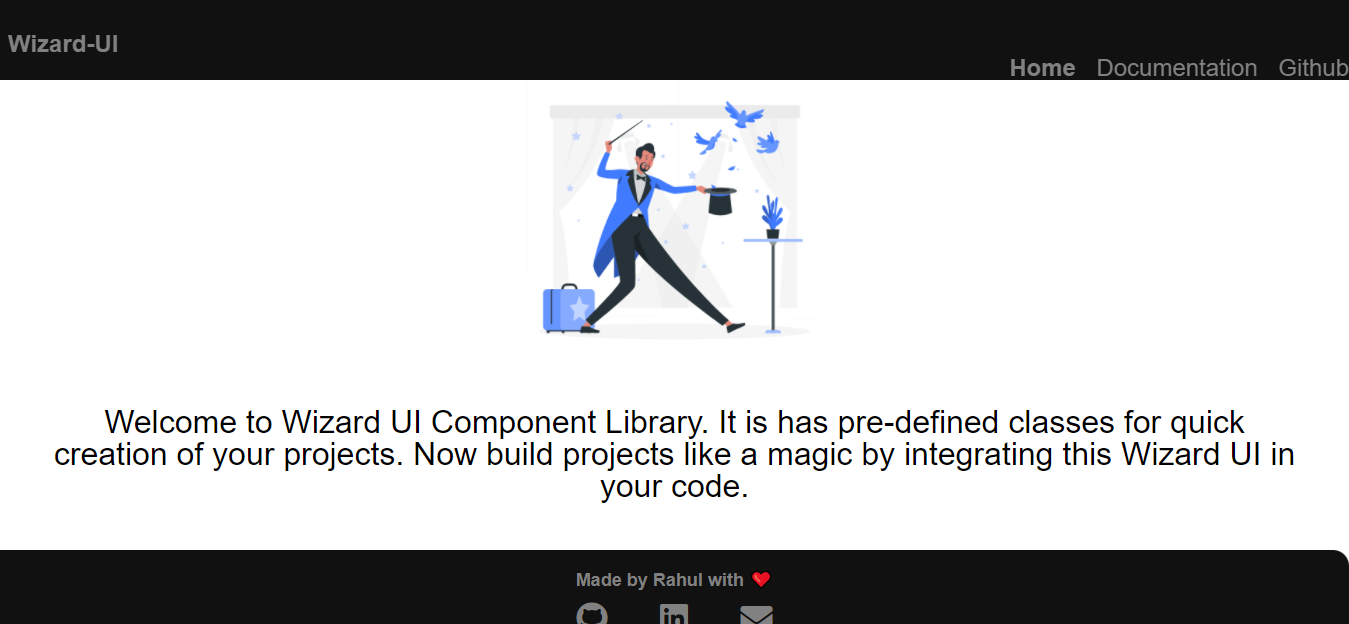 Wizard-UI
Home Documentation Github
Welcome to Wizard UI Component Library. It is has pre-defined classes for quick
creation of your projects. Now build projects like a magic by integrating this Wizard UI in
your code.
Made by Rahul with ❤️
in